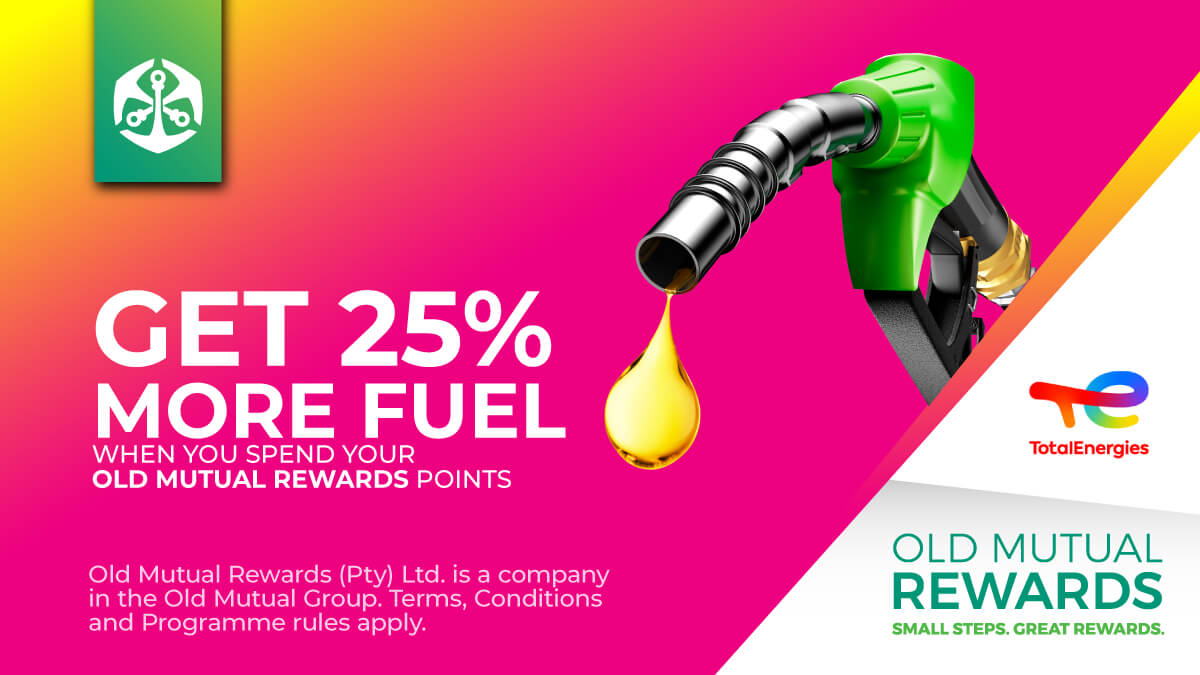 GET 25%
MORE FUEL
WHEN YOU SPEND YOUR
OLD MUTUAL REWARDS POINTS
Old Mutual Rewards (Pty) Ltd. is a company
in the Old Mutual Group. Terms, Conditions
and Programme rules apply.
TotalEnergies
OLD MUTUAL
REWARDS
SMALL STEPS. GREAT REWARDS.